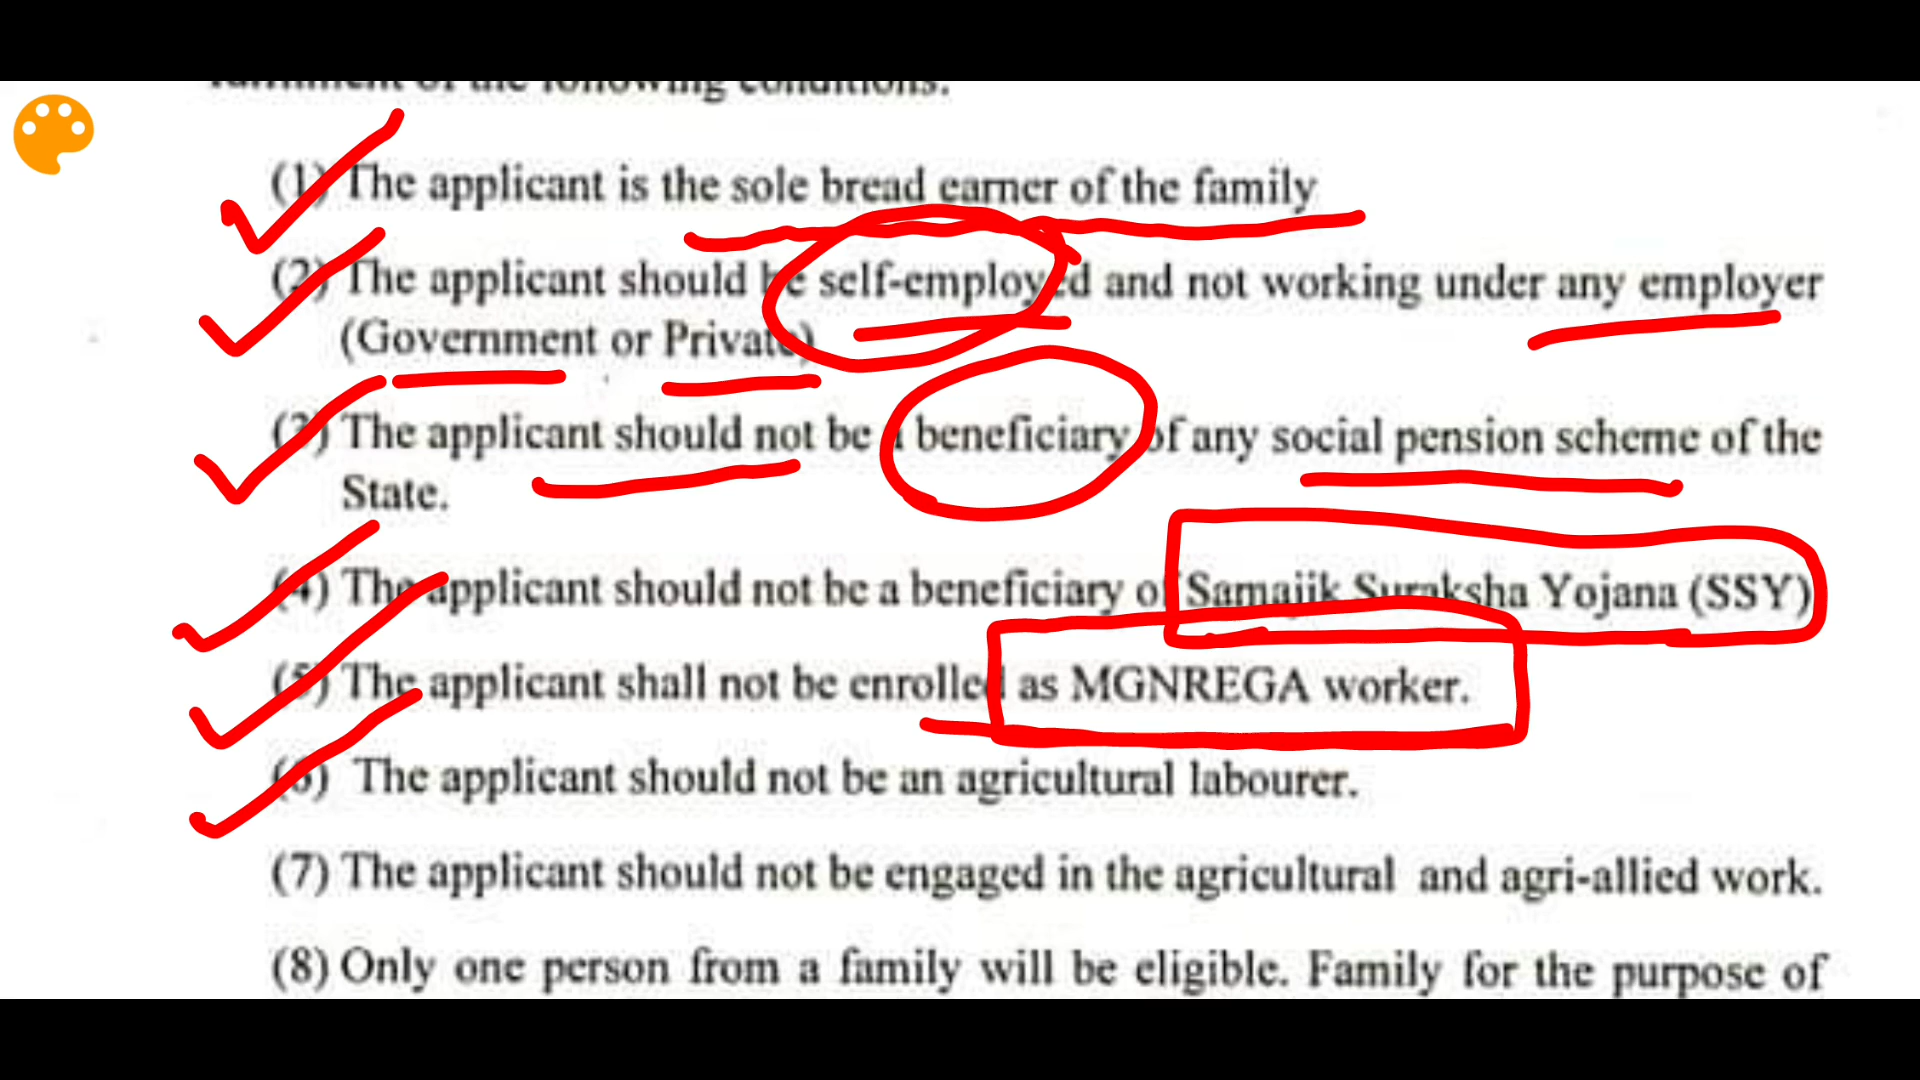 fulfilment of the following conditions.
(1) The applicant is the sole bread earner of the family
(2) The applicant should be self-employed and not working under any employer
(Government or Private)
(3) The applicant should not be a beneficiary of any social pension scheme of the
State.
(4) The applicant should not be a beneficiary of Samajik Suraksha Yojana (SSY)
(5) The applicant shall not be enrolled as MGNREGA worker.
(6) The applicant should not be an agricultural labourer.
(7) The applicant should not be engaged in the agricultural and agri-allied work.
(8) Only one person from a family will be eligible. Family for the purpose of